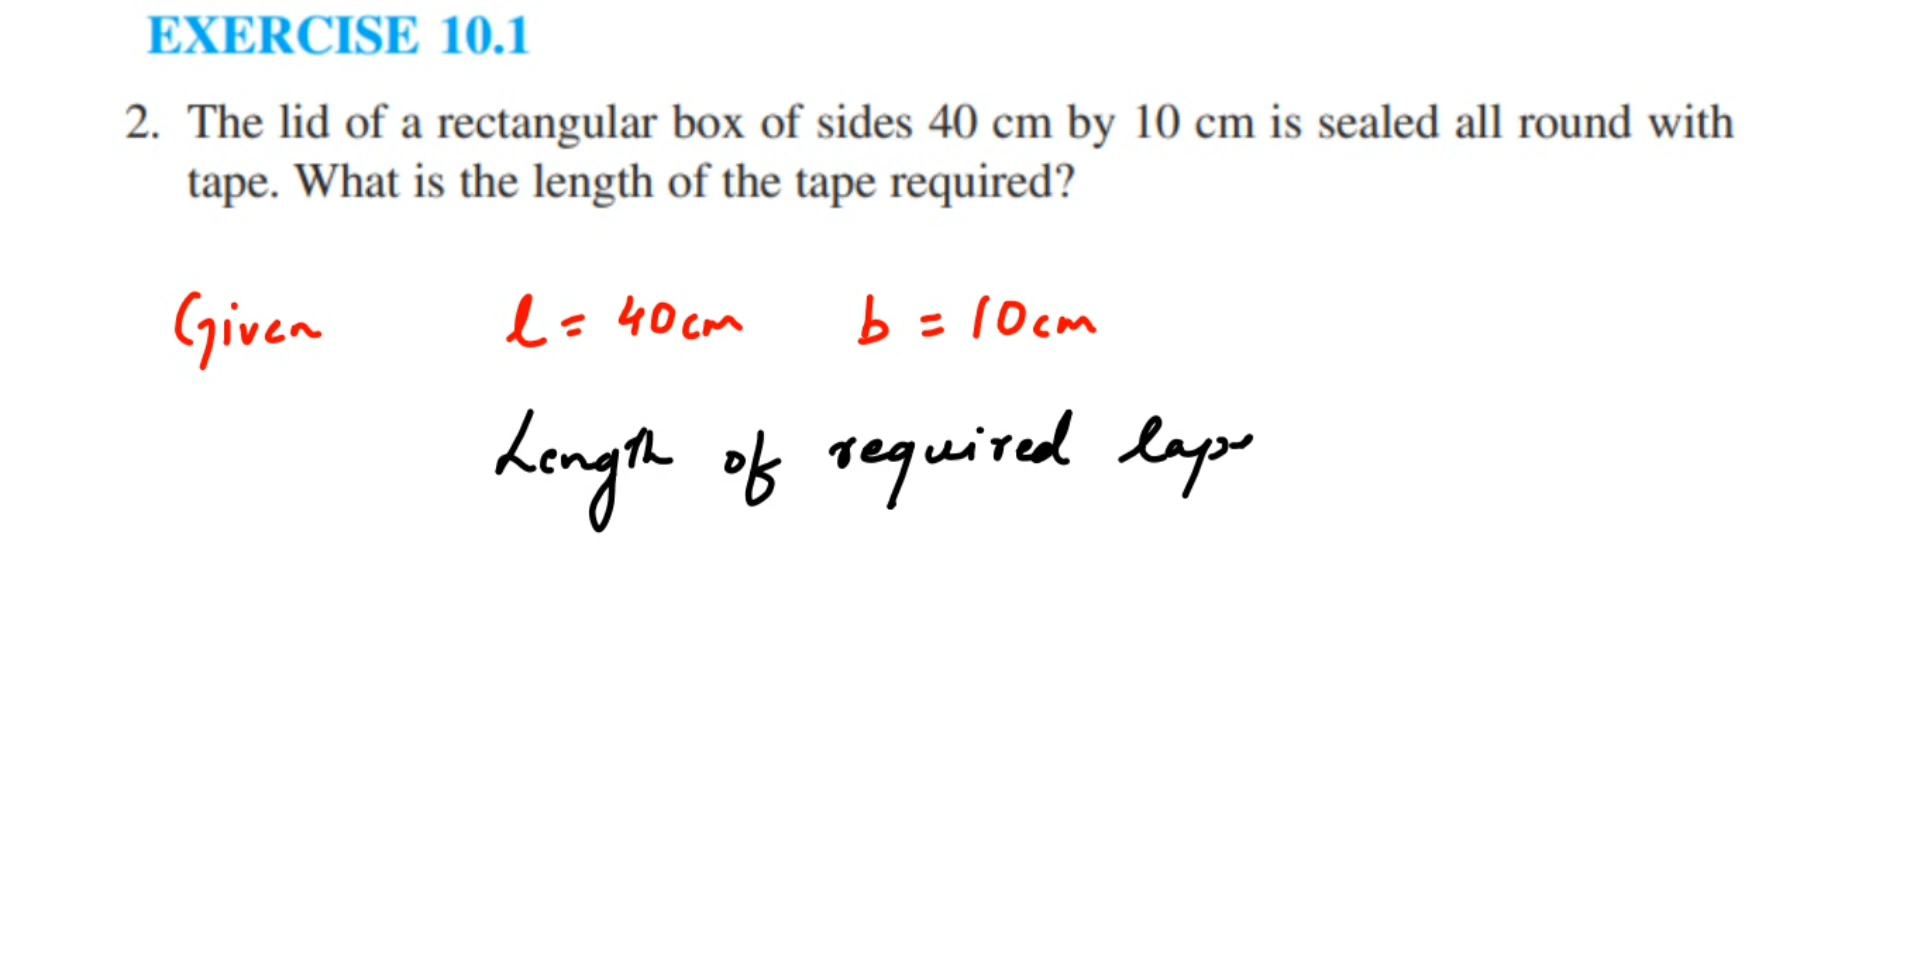 EXERCISE 10.1
2. The lid of a rectangular box of sides 40 cm by 10 cm is sealed all round with
tape. What is the length of the tape required?
Given l = 40cm b = 10cm
Length of required tape